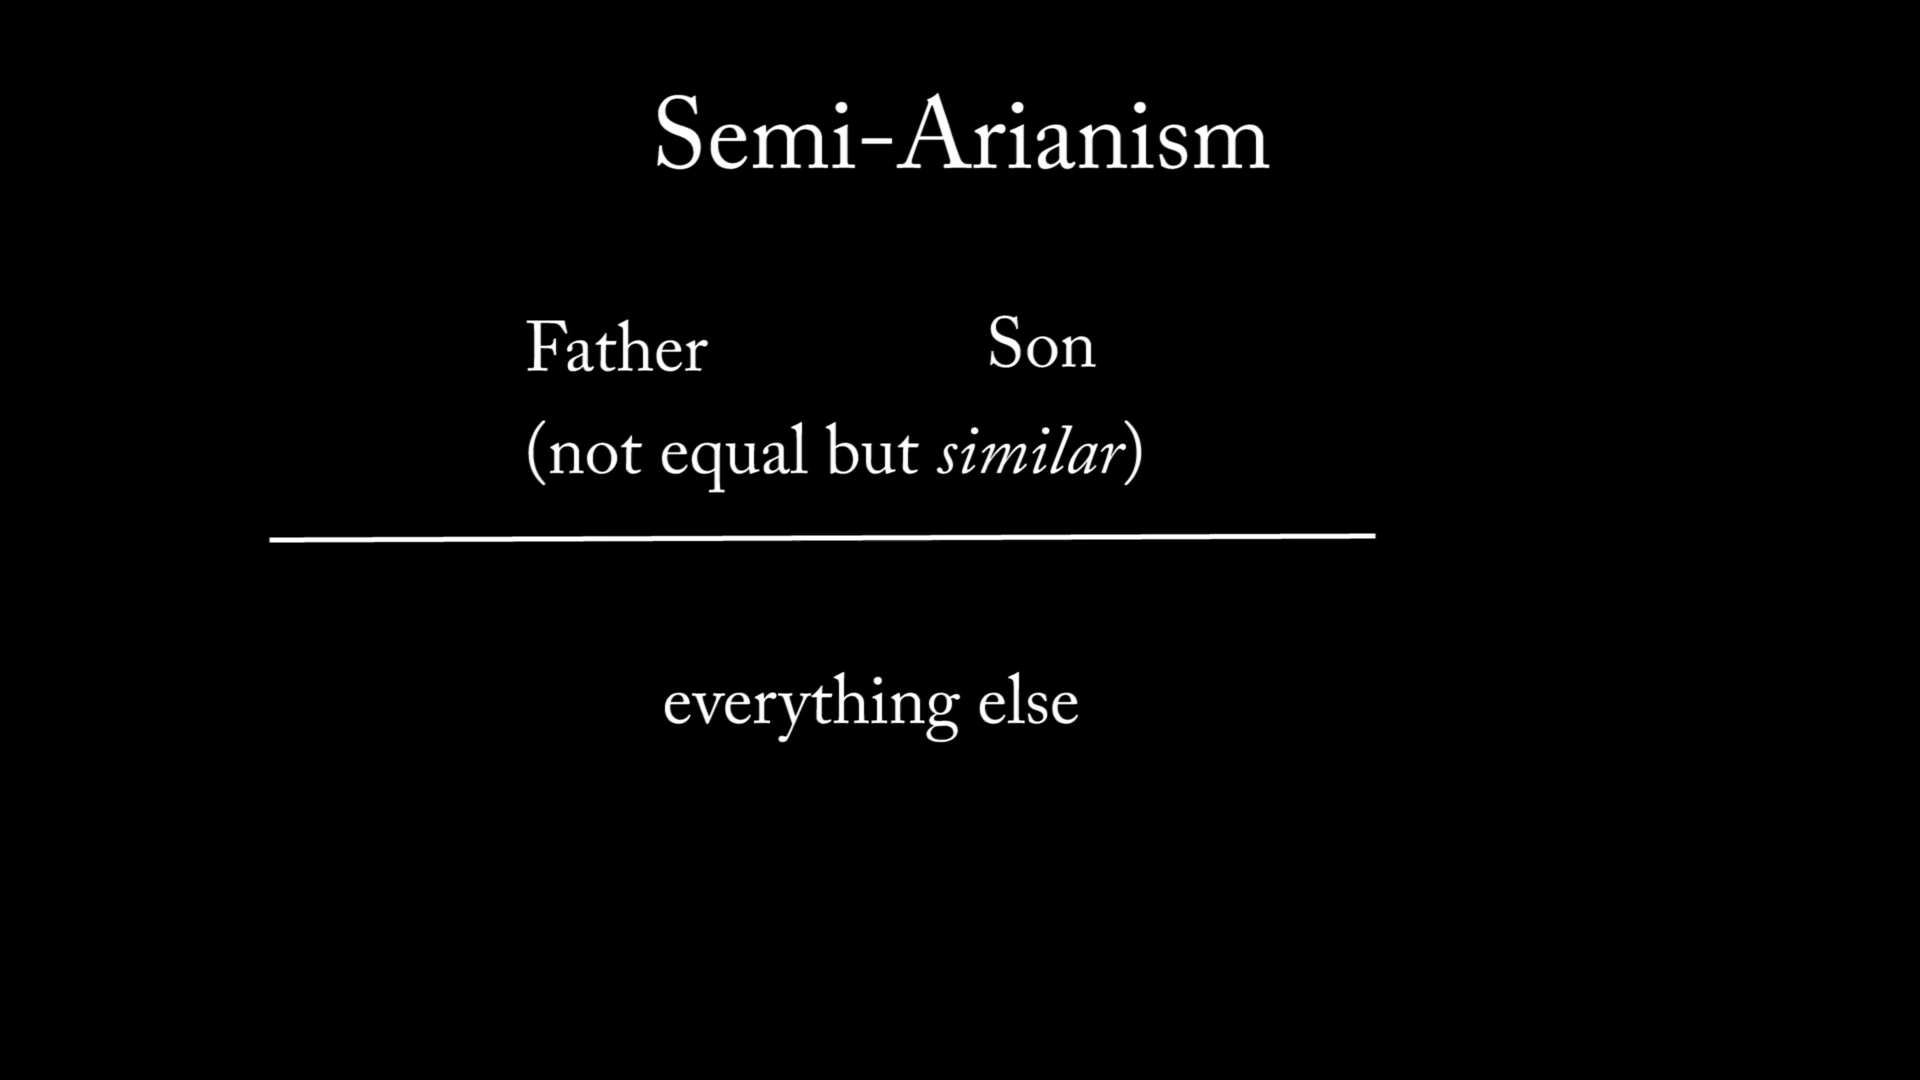 Semi-Arianism
Father Son
(not equal but similar)
everything else